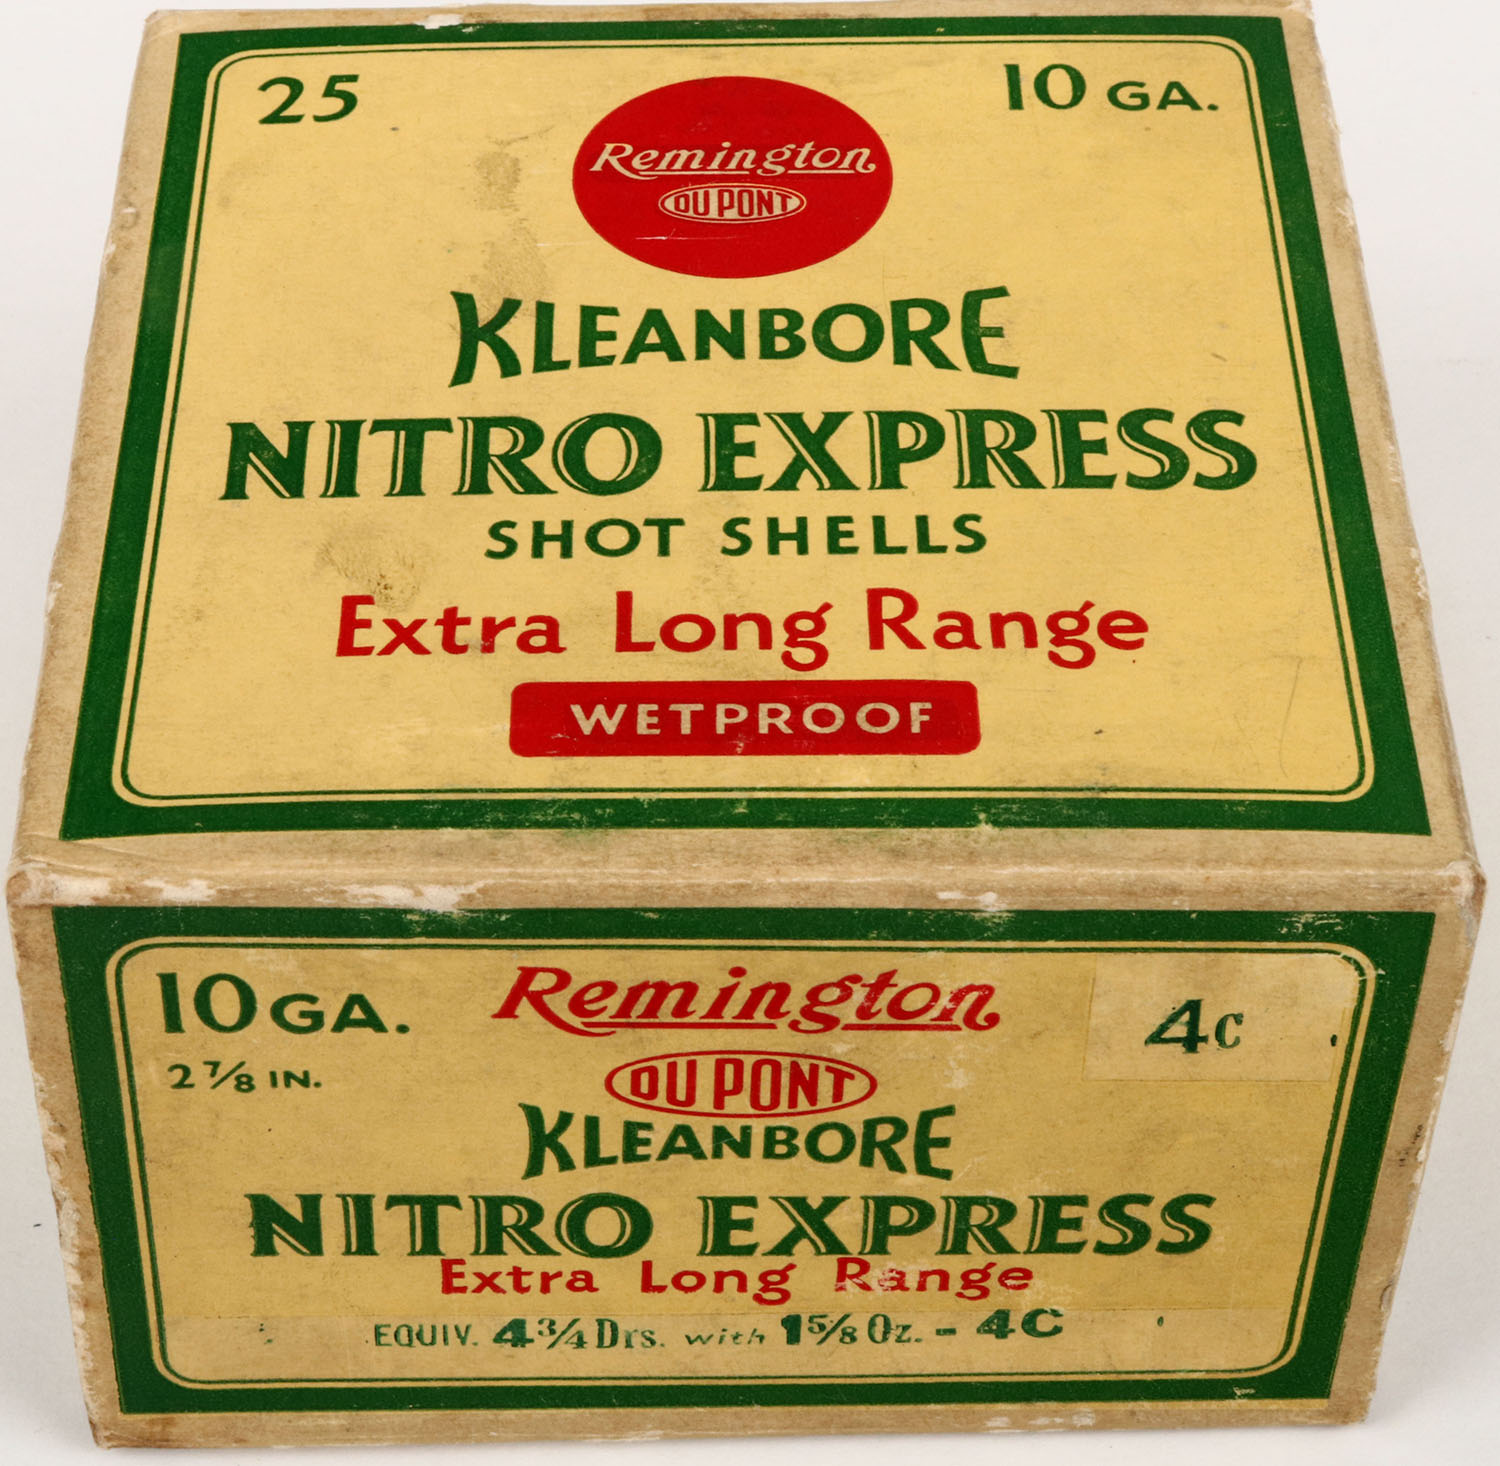 25
10 GA.
Remington
DU PONT
KLEANBORE
NITRO EXPRESS
SHOT SHELLS
Extra Long Range
WETPROOF
10 GA.
2 7/8 IN.
Remington
4C
DU PONT
KLEANBORE
NITRO EXPRESS
Extra Long Range
EQUIV. 4 3/4 Drs. with 1 5/8 Oz. - 4C